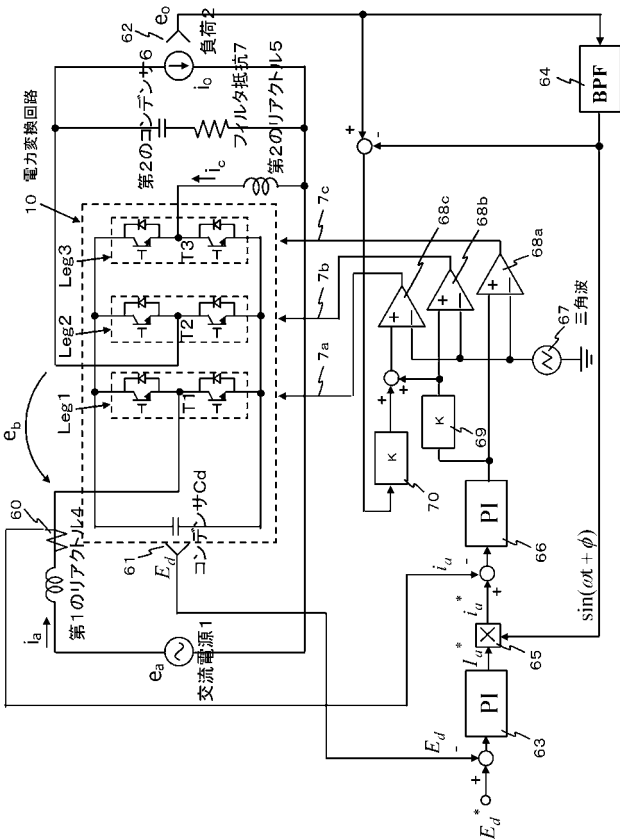 10 電力変換回路
Leg1
Leg2
Leg3
T1
T2
T3
e_b
60
i_a
第1のリアクトル4
e_a
交流電源1
61
E_d
コンデンサCd
i_c
第2のリアクトル5
第2のコンデンサ6
フィルタ抵抗7
i_o
負荷2
62
e_o
7a
7b
7c
68c
68b
68a
+
-
+
+
+
-
+
-
+
-
67
三角波
K
69
K
70
64
BPF
sin(ωt + ϕ)
PI
66
i_a
-
+
i_a*
×
65
I_a*
PI
63
E_d
-
+
E_d*